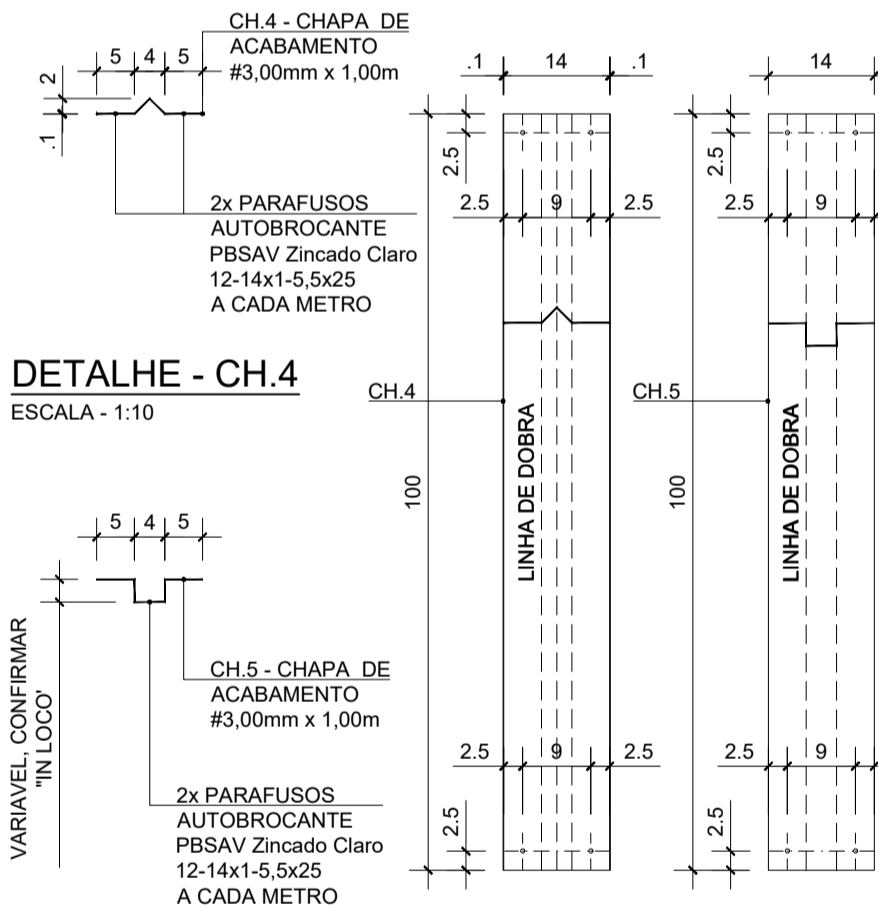 CH.4 - CHAPA DE
ACABAMENTO
#3,00mm x 1,00m
5 4 5
2
.1
2x PARAFUSOS
AUTOBROCANTE
PBSAV Zincado Claro
12-14x1-5,5x25
A CADA METRO
DETALHE - CH.4
ESCALA - 1:10
5 4 5
VARIAVEL, CONFIRMAR
"IN LOCO'
CH.5 - CHAPA DE
ACABAMENTO
#3,00mm x 1,00m
2x PARAFUSOS
AUTOBROCANTE
PBSAV Zincado Claro
12-14x1-5,5x25
A CADA METRO
.1 14 .1
2.5
2.5 9 2.5
CH.4
LINHA DE DOBRA
100
2.5 9 2.5
2.5
14
2.5
2.5 9
CH.5
LINHA DE DOBRA
100
2.5 9
2.5